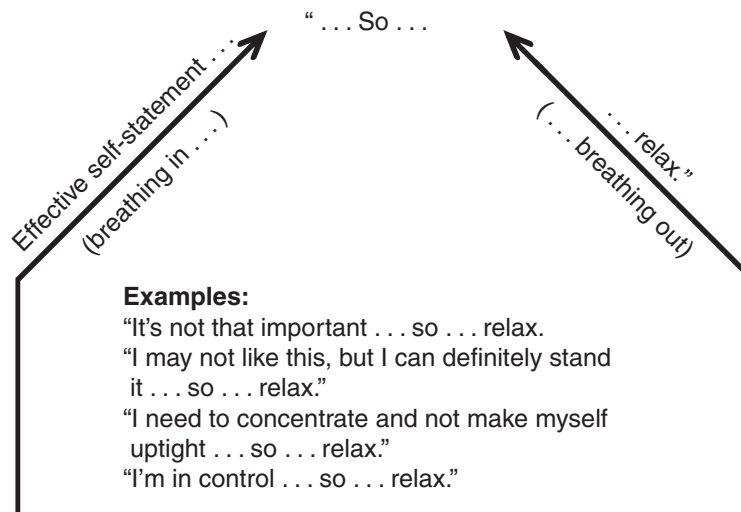 “ . . . So . . .
Effective self-statement . . .
(breathing in . . . )
. . . relax.”
( . . . breathing out)
Examples:
“It’s not that important . . . so . . . relax.
“I may not like this, but I can definitely stand
it . . . so . . . relax.”
“I need to concentrate and not make myself
uptight . . . so . . . relax.”
“I’m in control . . . so . . . relax.”